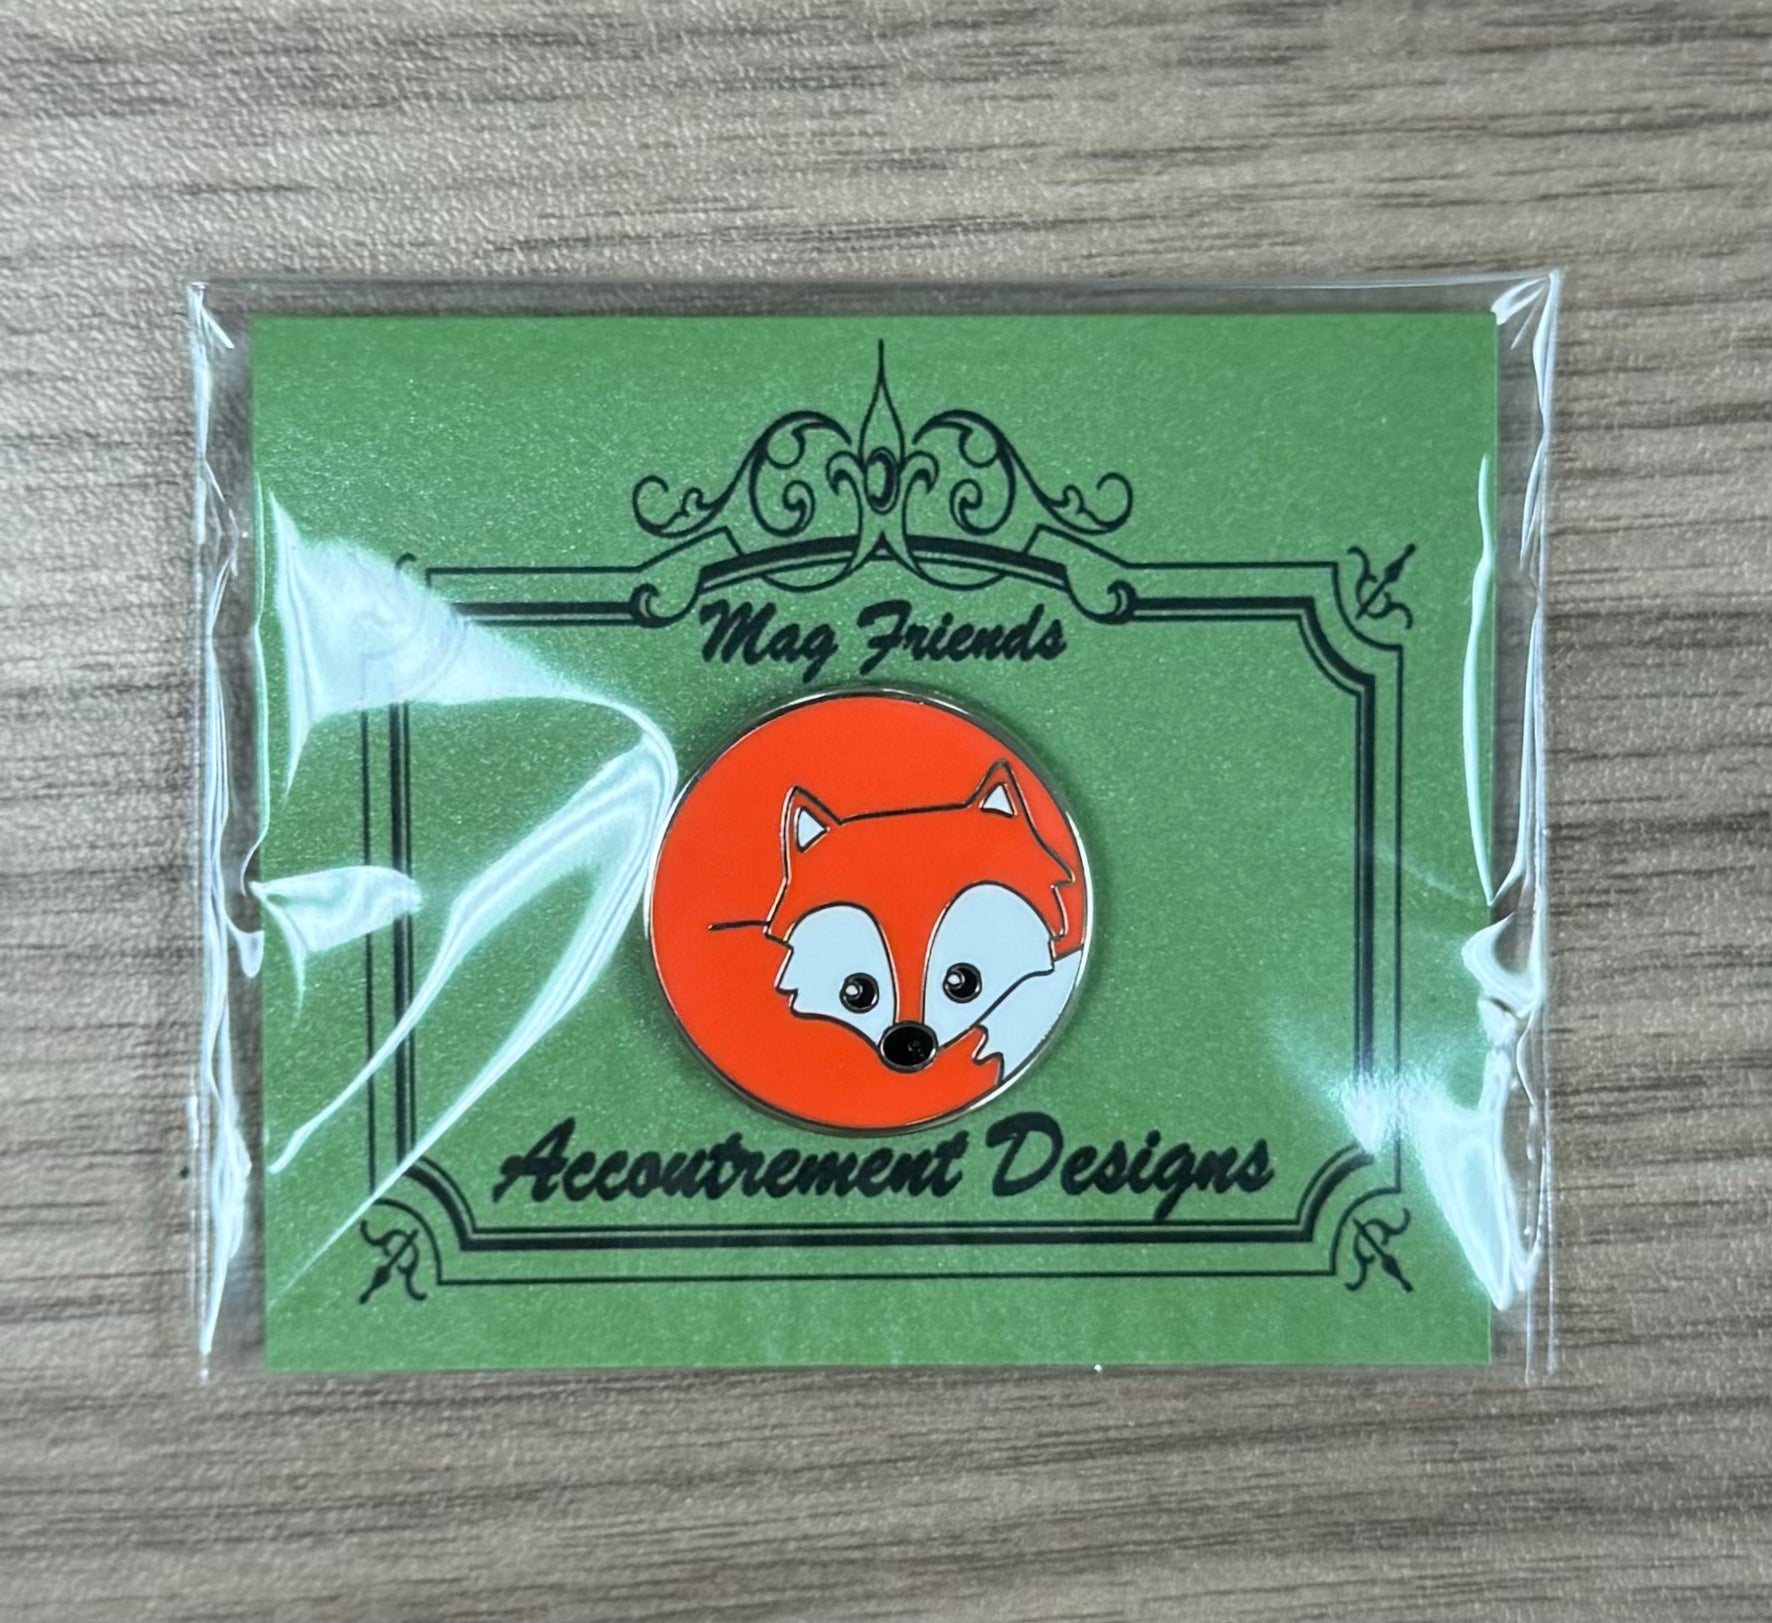 Mag Friends
Accoutrement Designs